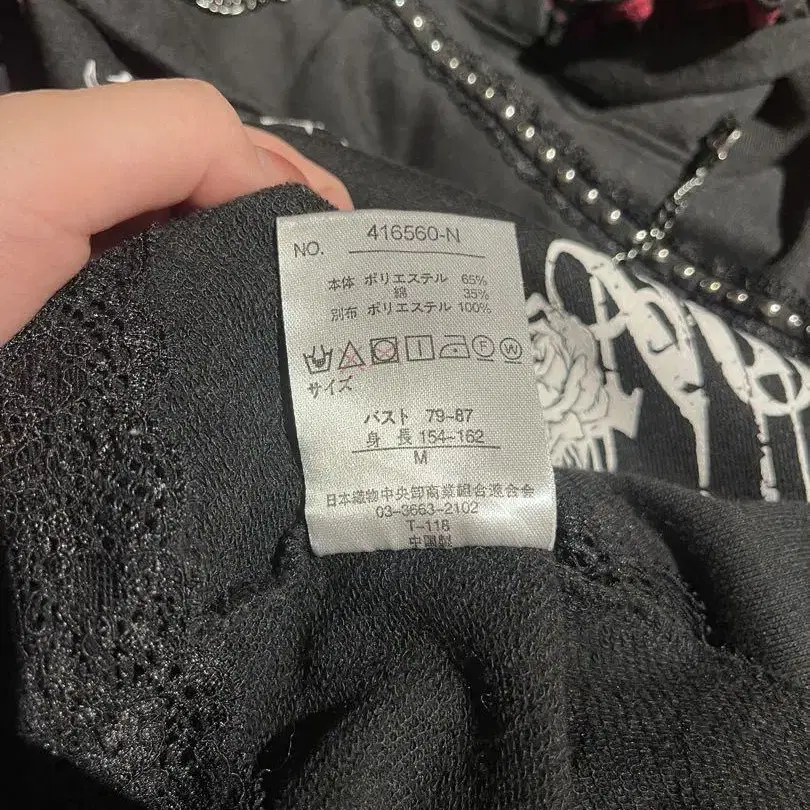 NO. 416560-N
本体 ポリエステル 65%
綿 35%
別布 ポリエステル 100%
F W
サイズ
バスト 79-87
身 長 154-162
M
日本織物中央卸商業組合連合会
03-3663-2102
T-118
中国製